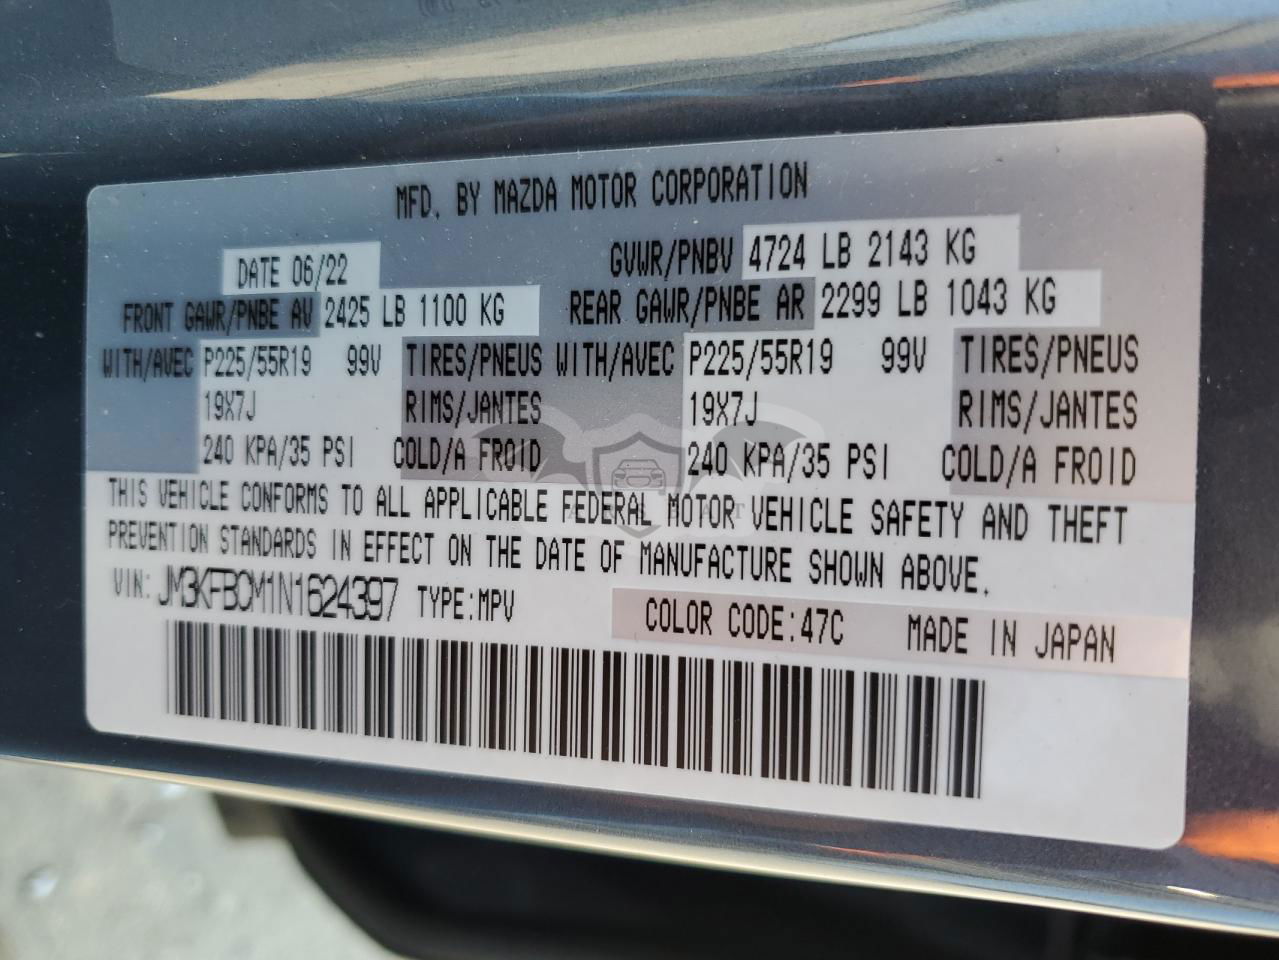 MFD. BY MAZDA MOTOR CORPORATION
DATE 06/22 GVWR/PNBV 4724 LB 2143 KG
FRONT GAWR/PNBE AV 2425 LB 1100 KG REAR GAWR/PNBE AR 2299 LB 1043 KG
WITH/AVEC P225/55R19 99V TIRES/PNEUS WITH/AVEC P225/55R19 99V TIRES/PNEUS
19X7J RIMS/JANTES 19X7J RIMS/JANTES
240 KPA/35 PSI COLD/A FROID 240 KPA/35 PSI COLD/A FROID
THIS VEHICLE CONFORMS TO ALL APPLICABLE FEDERAL MOTOR VEHICLE SAFETY AND THEFT
PREVENTION STANDARDS IN EFFECT ON THE DATE OF MANUFACTURE SHOWN ABOVE.
VIN: JM3KFBCM1N1624397 TYPE:MPV COLOR CODE:47C MADE IN JAPAN